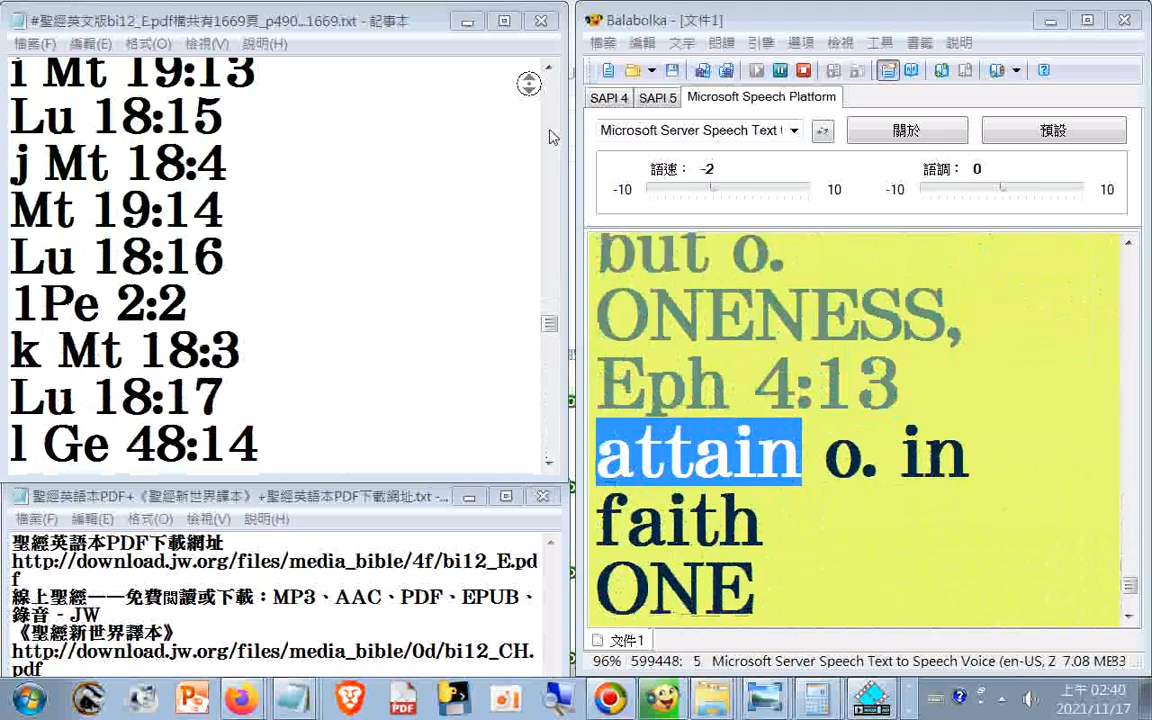 #聖經英文版bi12_E.pdf檔共有1669頁_p490...1669.txt - 記事本
檔案(F) 編輯(E) 格式(O) 檢視(V) 說明(H)
i Mt 19:13
Lu 18:15
j Mt 18:4
Mt 19:14
Lu 18:16
1Pe 2:2
k Mt 18:3
Lu 18:17
l Ge 48:14
聖經英語本PDF+《聖經新世界譯本》+聖經英語本PDF下載網址.txt - ...
檔案(F) 編輯(E) 格式(O) 檢視(V) 說明(H)
聖經英語本PDF下載網址
http://download.jw.org/files/media_bible/4f/bi12_E.pd
f
線上聖經──免費閱讀或下載：MP3、AAC、PDF、EPUB、
錄音 - JW
《聖經新世界譯本》
http://download.jw.org/files/media_bible/0d/bi12_CH.
pdf
Balabolka - [文件1]
檔案 編輯 文字 朗讀 引擎 選項 檢視 工具 書籤 說明
SAPI 4 SAPI 5 Microsoft Speech Platform
Microsoft Server Speech Text 關於 預設
語速： -2 語調： 0
-10 10 -10 10
but o.
ONENESS,
Eph 4:13
attain o. in
faith
ONE
文件1
96% 599448: 5 Microsoft Server Speech Text to Speech Voice (en-US, Z 7.08 MB
上午 02:40
2021/11/17